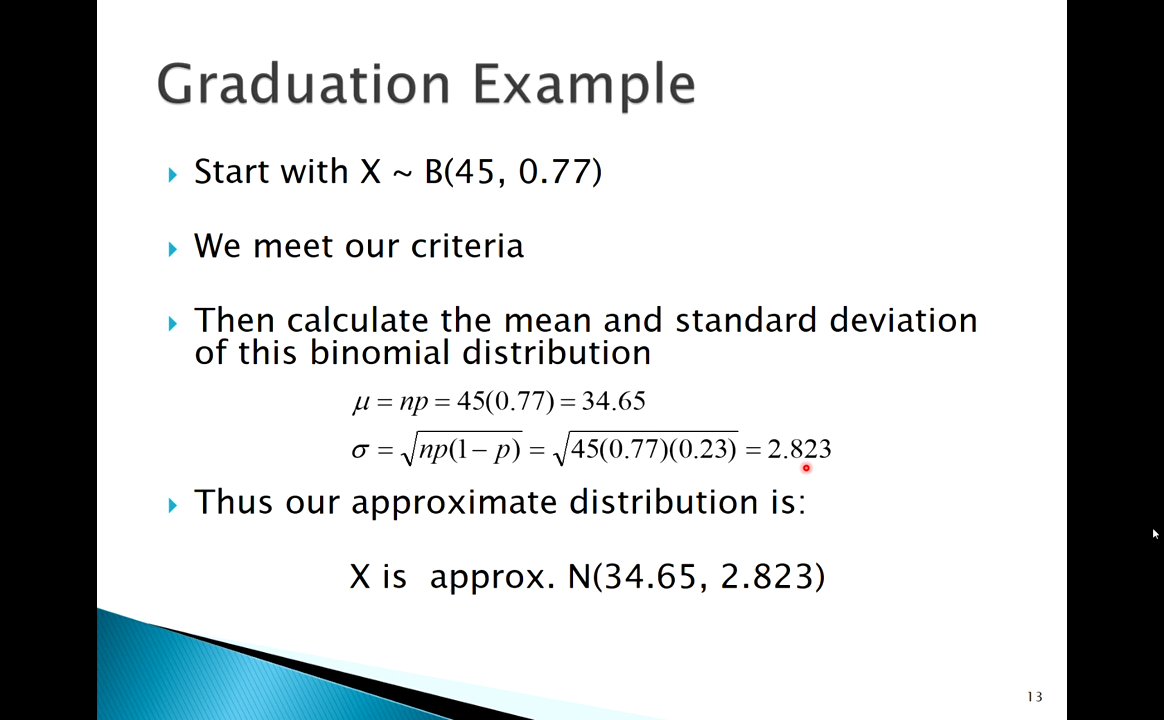 Graduation Example
Start with X ~ B(45, 0.77)
We meet our criteria
Then calculate the mean and standard deviation
of this binomial distribution
μ = np = 45(0.77) = 34.65
σ = √np(1− p) = √45(0.77)(0.23) = 2.823
Thus our approximate distribution is:
X is approx. N(34.65, 2.823)
13